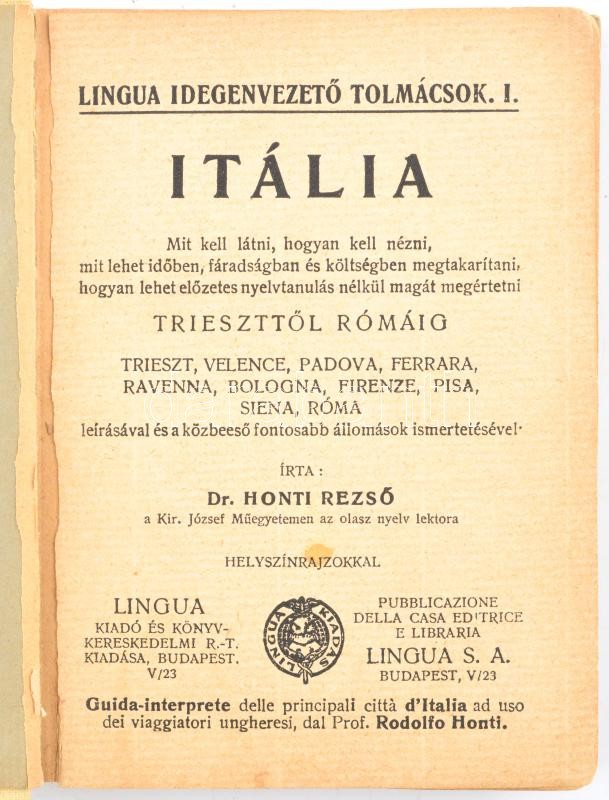 LINGUA IDEGENVEZETŐ TOLMÁCSOK. I.
ITÁLIA
Mit kell látni, hogyan kell nézni,
mit lehet időben, fáradságban és költségben megtakarítani,
hogyan lehet előzetes nyelvtanulás nélkül magát megértetni
TRIESZTTŐL RÓMÁIG
TRIESZT, VELENCE, PADOVA, FERRARA,
RAVENNA, BOLOGNA, FIRENZE, PISA,
SIENA, RÓMA
leírásával és a közbeeső fontosabb állomások ismertetésével.
ÍRTA :
Dr. HONTI REZSŐ
a Kir. József Műegyetemen az olasz nyelv lektora
HELYSZÍNRAJZOKKAL
LINGUA
KIADÓ ÉS KÖNYV-
KERESKEDELMI R.-T.
KIADÁSA, BUDAPEST.
V/23
LINGUA KIADÁS
PUBBLICAZIONE
DELLA CASA EDITRICE
E LIBRARIA
LINGUA S. A.
BUDAPEST, V/23
Guida-interprete delle principali città d'Italia ad uso
dei viaggiatori ungheresi, dal Prof. Rodolfo Honti.